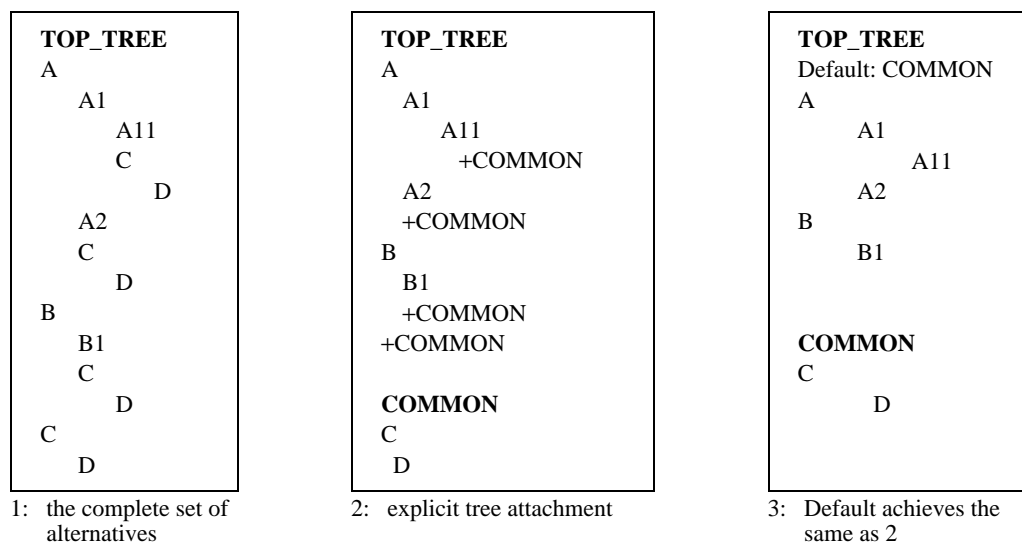 TOP_TREE
A
A1
A11
C
D
A2
C
D
B
B1
C
D
C
D
1: the complete set of
alternatives
TOP_TREE
A
A1
A11
+COMMON
A2
+COMMON
B
B1
+COMMON
+COMMON
COMMON
C
D
2: explicit tree attachment
TOP_TREE
Default: COMMON
A
A1
A11
A2
B
B1
COMMON
C
D
3: Default achieves the
same as 2